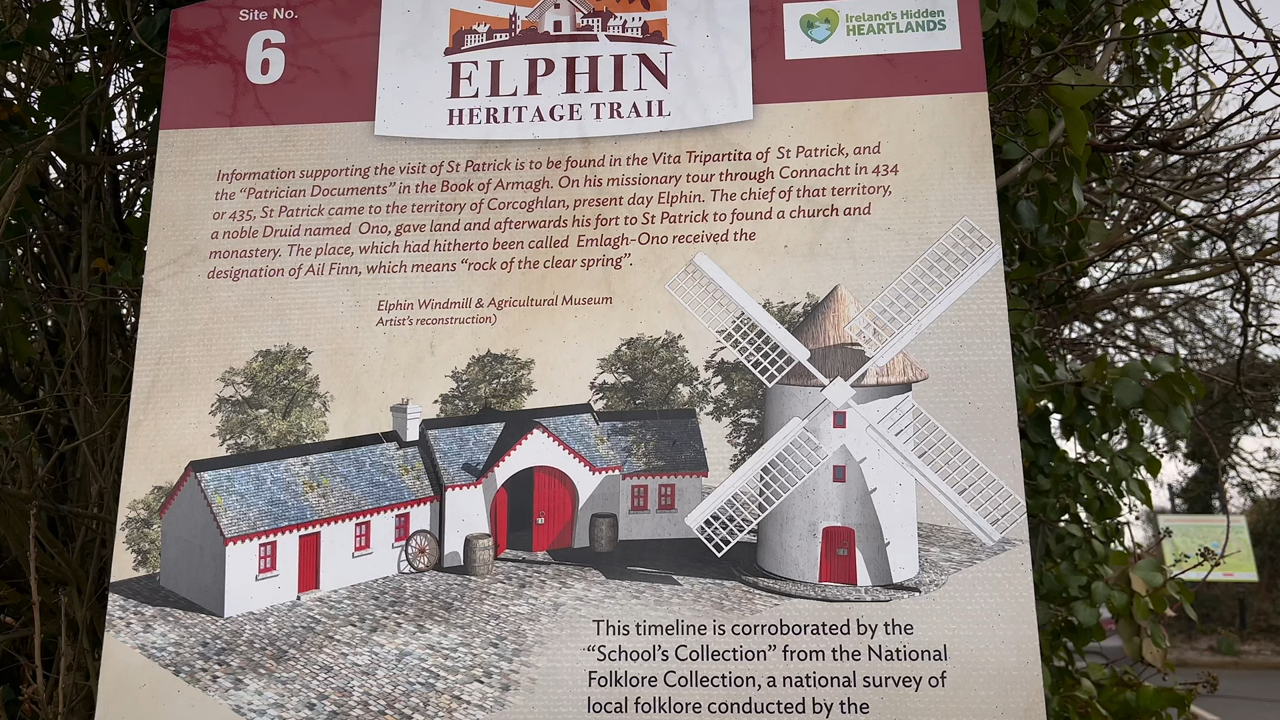 Site No.
6
ELPHIN
HERITAGE TRAIL
Ireland's Hidden
HEARTLANDS
Information supporting the visit of St Patrick is to be found in the Vita Tripartita of St Patrick, and
the “Patrician Documents” in the Book of Armagh. On his missionary tour through Connacht in 434
or 435, St Patrick came to the territory of Corcoghlan, present day Elphin. The chief of that territory,
a noble Druid named Ono, gave land and afterwards his fort to St Patrick to found a church and
monastery. The place, which had hitherto been called Emlagh-Ono received the
designation of Ail Finn, which means “rock of the clear spring”.
Elphin Windmill & Agricultural Museum
Artist's reconstruction)
This timeline is corroborated by the
“School's Collection” from the National
Folklore Collection, a national survey of
local folklore conducted by the